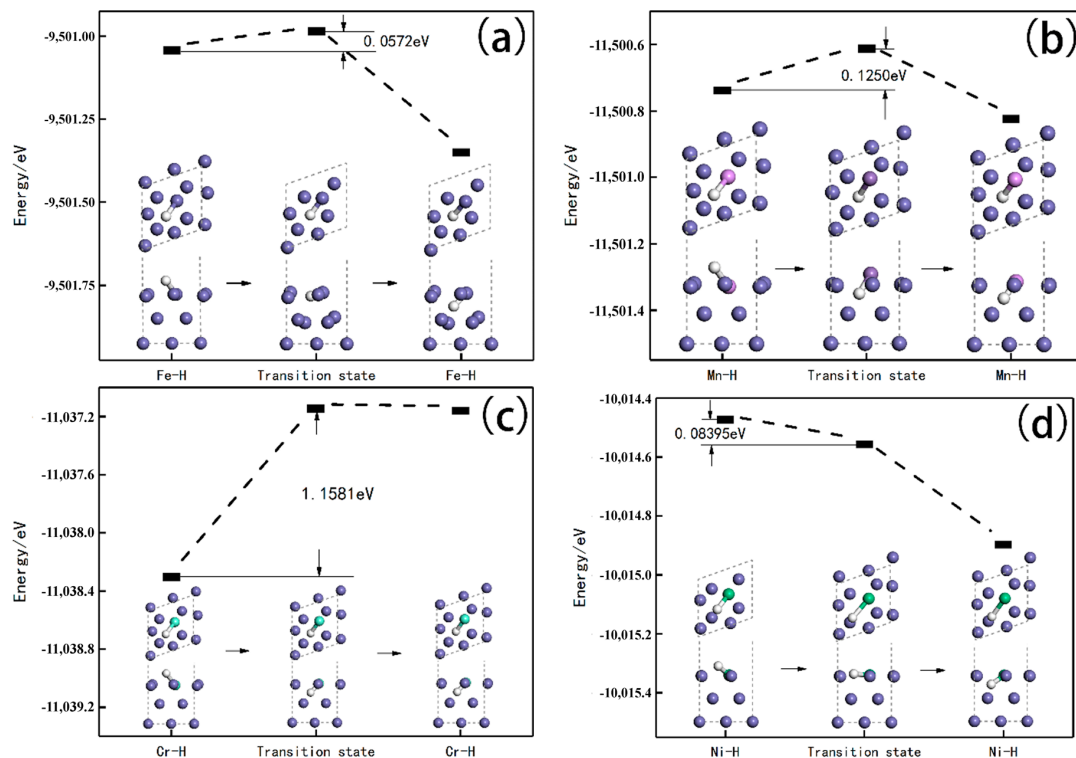 (a)
Energy/eV
-9,501.00
-9,501.25
-9,501.50
-9,501.75
0.0572eV
Fe-H
Transition state
Fe-H
(b)
Energy/eV
-11,500.6
-11,500.8
-11,501.0
-11,501.2
-11,501.4
0.1250eV
Mn-H
Transition state
Mn-H
(c)
Energy/eV
-11,037.2
-11,037.6
-11,038.0
-11,038.4
-11,038.8
-11,039.2
1.1581eV
Cr-H
Transition state
Cr-H
(d)
Energy/eV
-10,014.4
-10,014.6
-10,014.8
-10,015.0
-10,015.2
-10,015.4
0.08395eV
Ni-H
Transition state
Ni-H